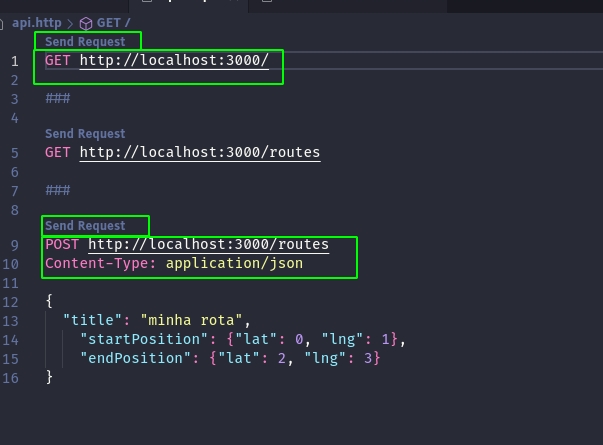 api.http > GET /
Send Request
1 GET http://localhost:3000/
2
3 ###
4
Send Request
5 GET http://localhost:3000/routes
6
7 ###
8
Send Request
9 POST http://localhost:3000/routes
10 Content-Type: application/json
11
12 {
13 "title": "minha rota",
14 "startPosition": {"lat": 0, "lng": 1},
15 "endPosition": {"lat": 2, "lng": 3}
16 }